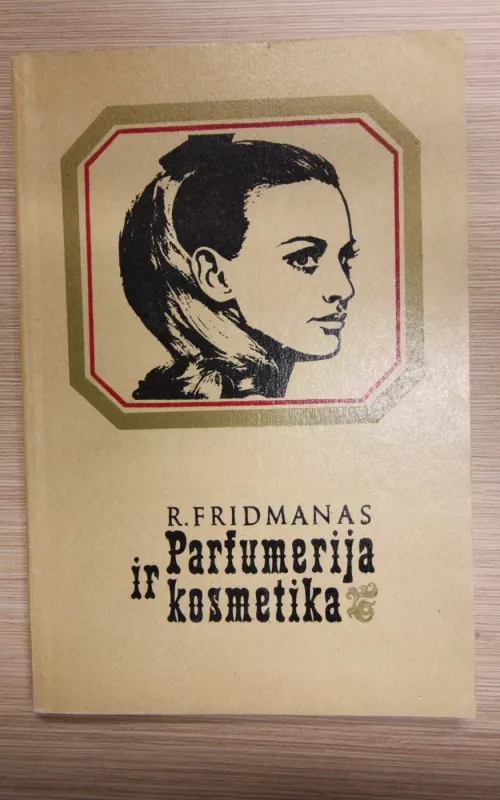 R. FRIDMANAS
Parfumerija
ir kosmetika